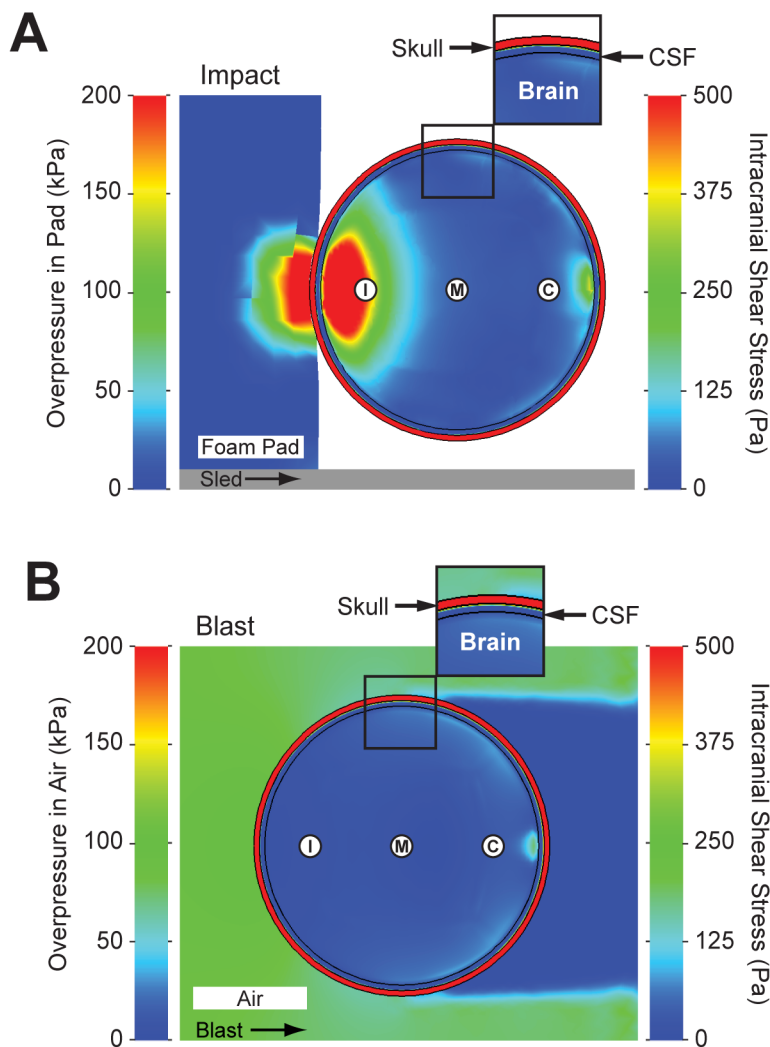 A
Impact
Skull
CSF
Brain
200
150
100
50
0
Overpressure in Pad (kPa)
I
M
C
500
375
250
125
0
Intracranial Shear Stress (Pa)
Foam Pad
Sled
B
Blast
Skull
CSF
Brain
200
150
100
50
0
Overpressure in Air (kPa)
I
M
C
500
375
250
125
0
Intracranial Shear Stress (Pa)
Air
Blast